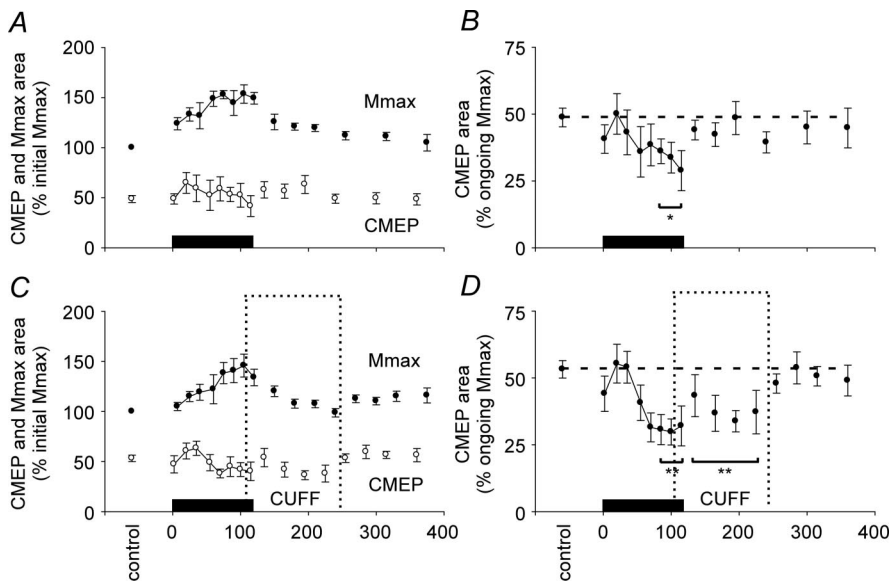 A
B
CMEP and Mmax area
(% initial Mmax)
200
150
100
50
0
Mmax
CMEP
CMEP area
(% ongoing Mmax)
75
50
25
0
*
C
D
CMEP and Mmax area
(% initial Mmax)
200
150
100
50
0
Mmax
CMEP
CUFF
control
0
100
200
300
400
CMEP area
(% ongoing Mmax)
75
50
25
0
**
**
CUFF
control
0
100
200
300
400